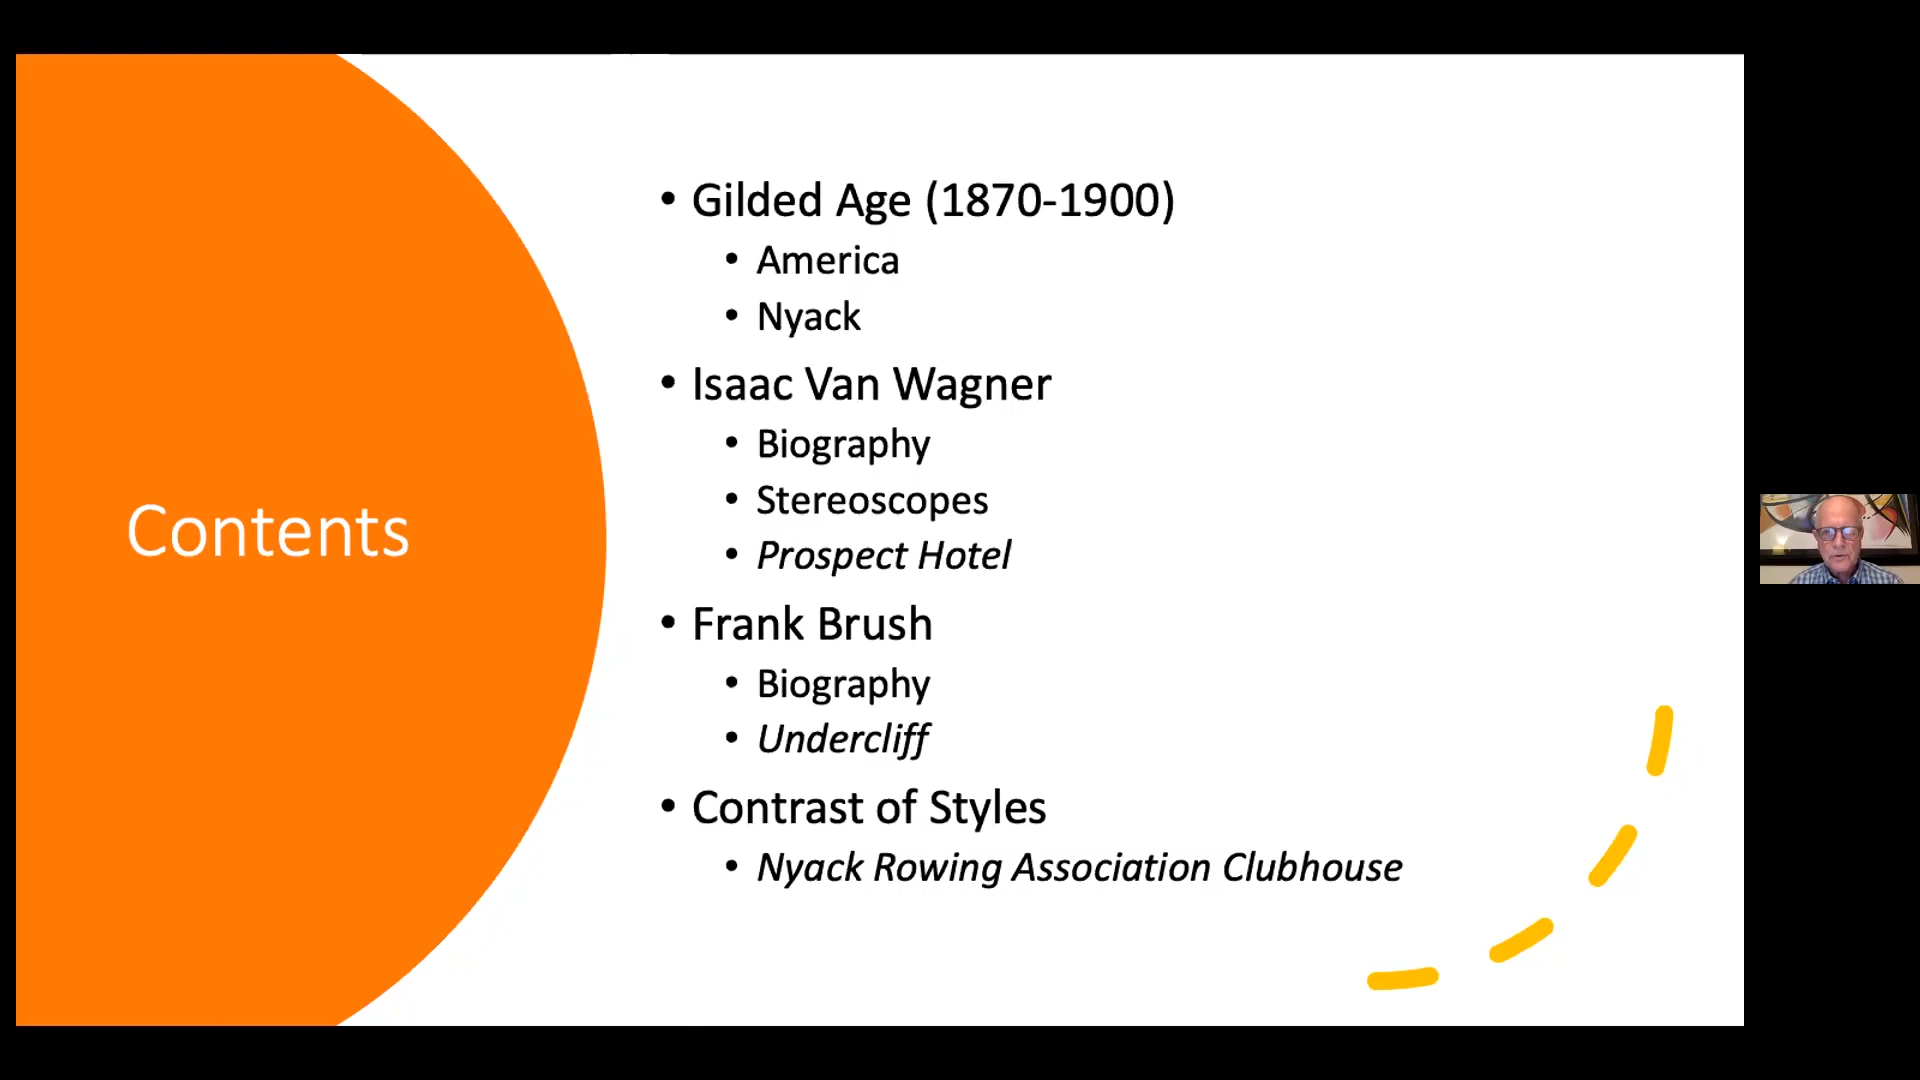 Contents
• Gilded Age (1870-1900)
• America
• Nyack
• Isaac Van Wagner
• Biography
• Stereoscopes
• Prospect Hotel
• Frank Brush
• Biography
• Undercliff
• Contrast of Styles
• Nyack Rowing Association Clubhouse